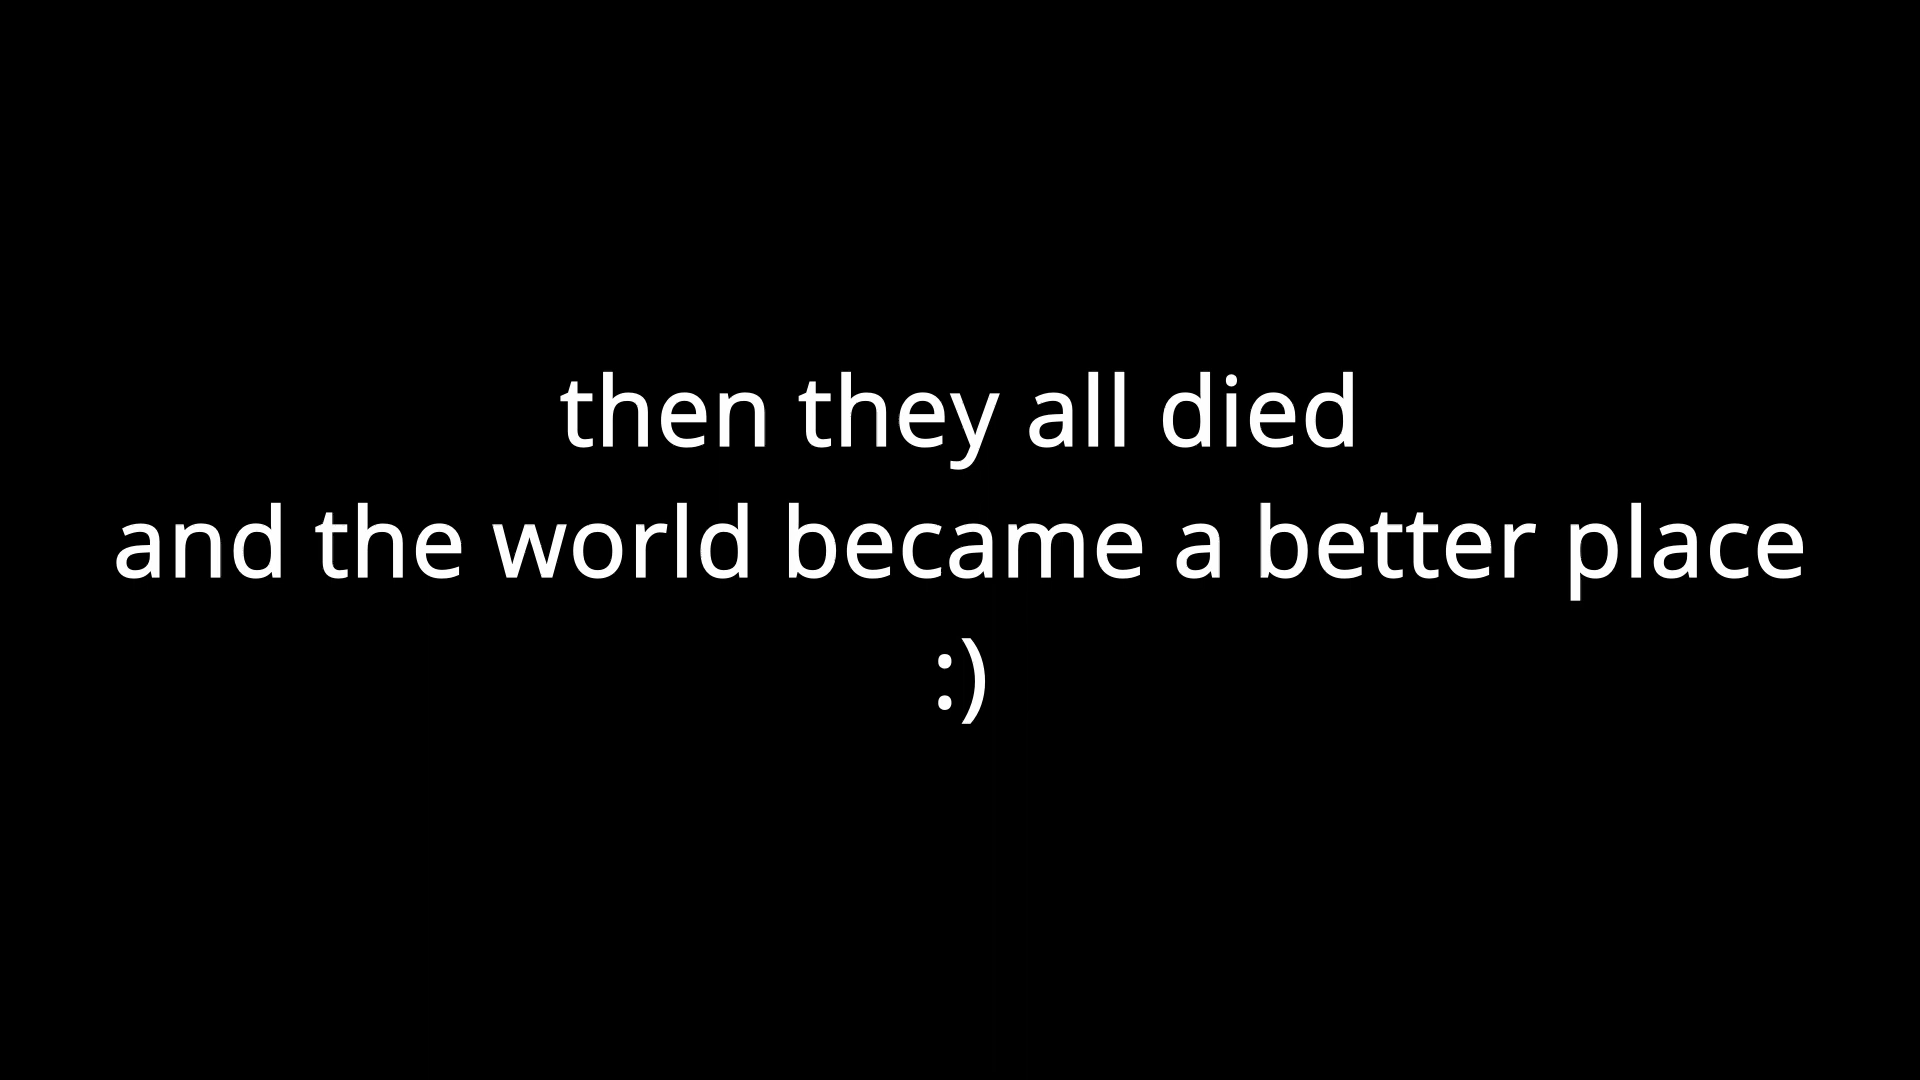 then they all died
and the world became a better place
:)